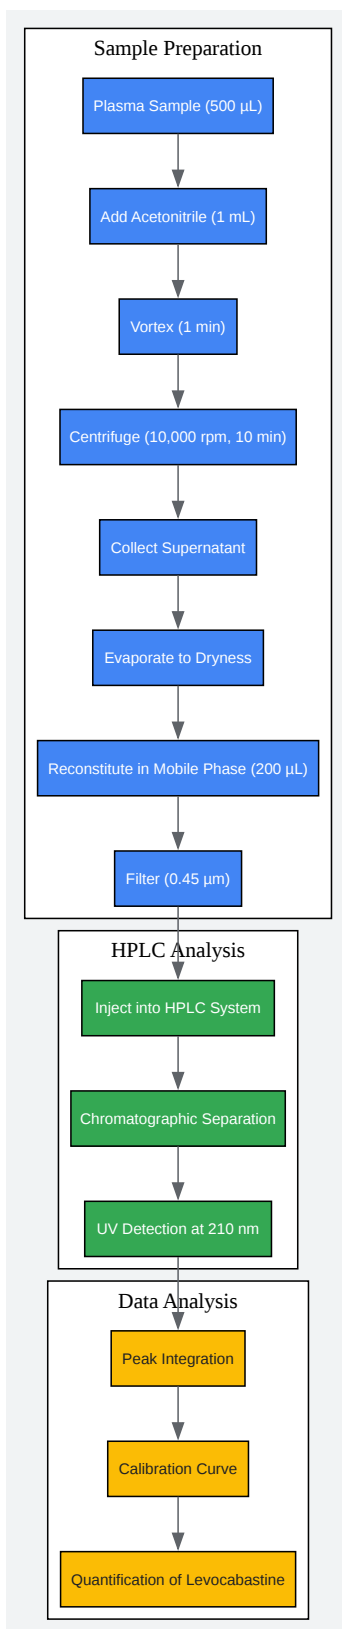 Sample Preparation
Plasma Sample (500 µL)
Add Acetonitrile (1 mL)
Vortex (1 min)
Centrifuge (10,000 rpm, 10 min)
Collect Supernatant
Evaporate to Dryness
Reconstitute in Mobile Phase (200 µL)
Filter (0.45 µm)
HPLC Analysis
Inject into HPLC System
Chromatographic Separation
UV Detection at 210 nm
Data Analysis
Peak Integration
Calibration Curve
Quantification of Levocabastine